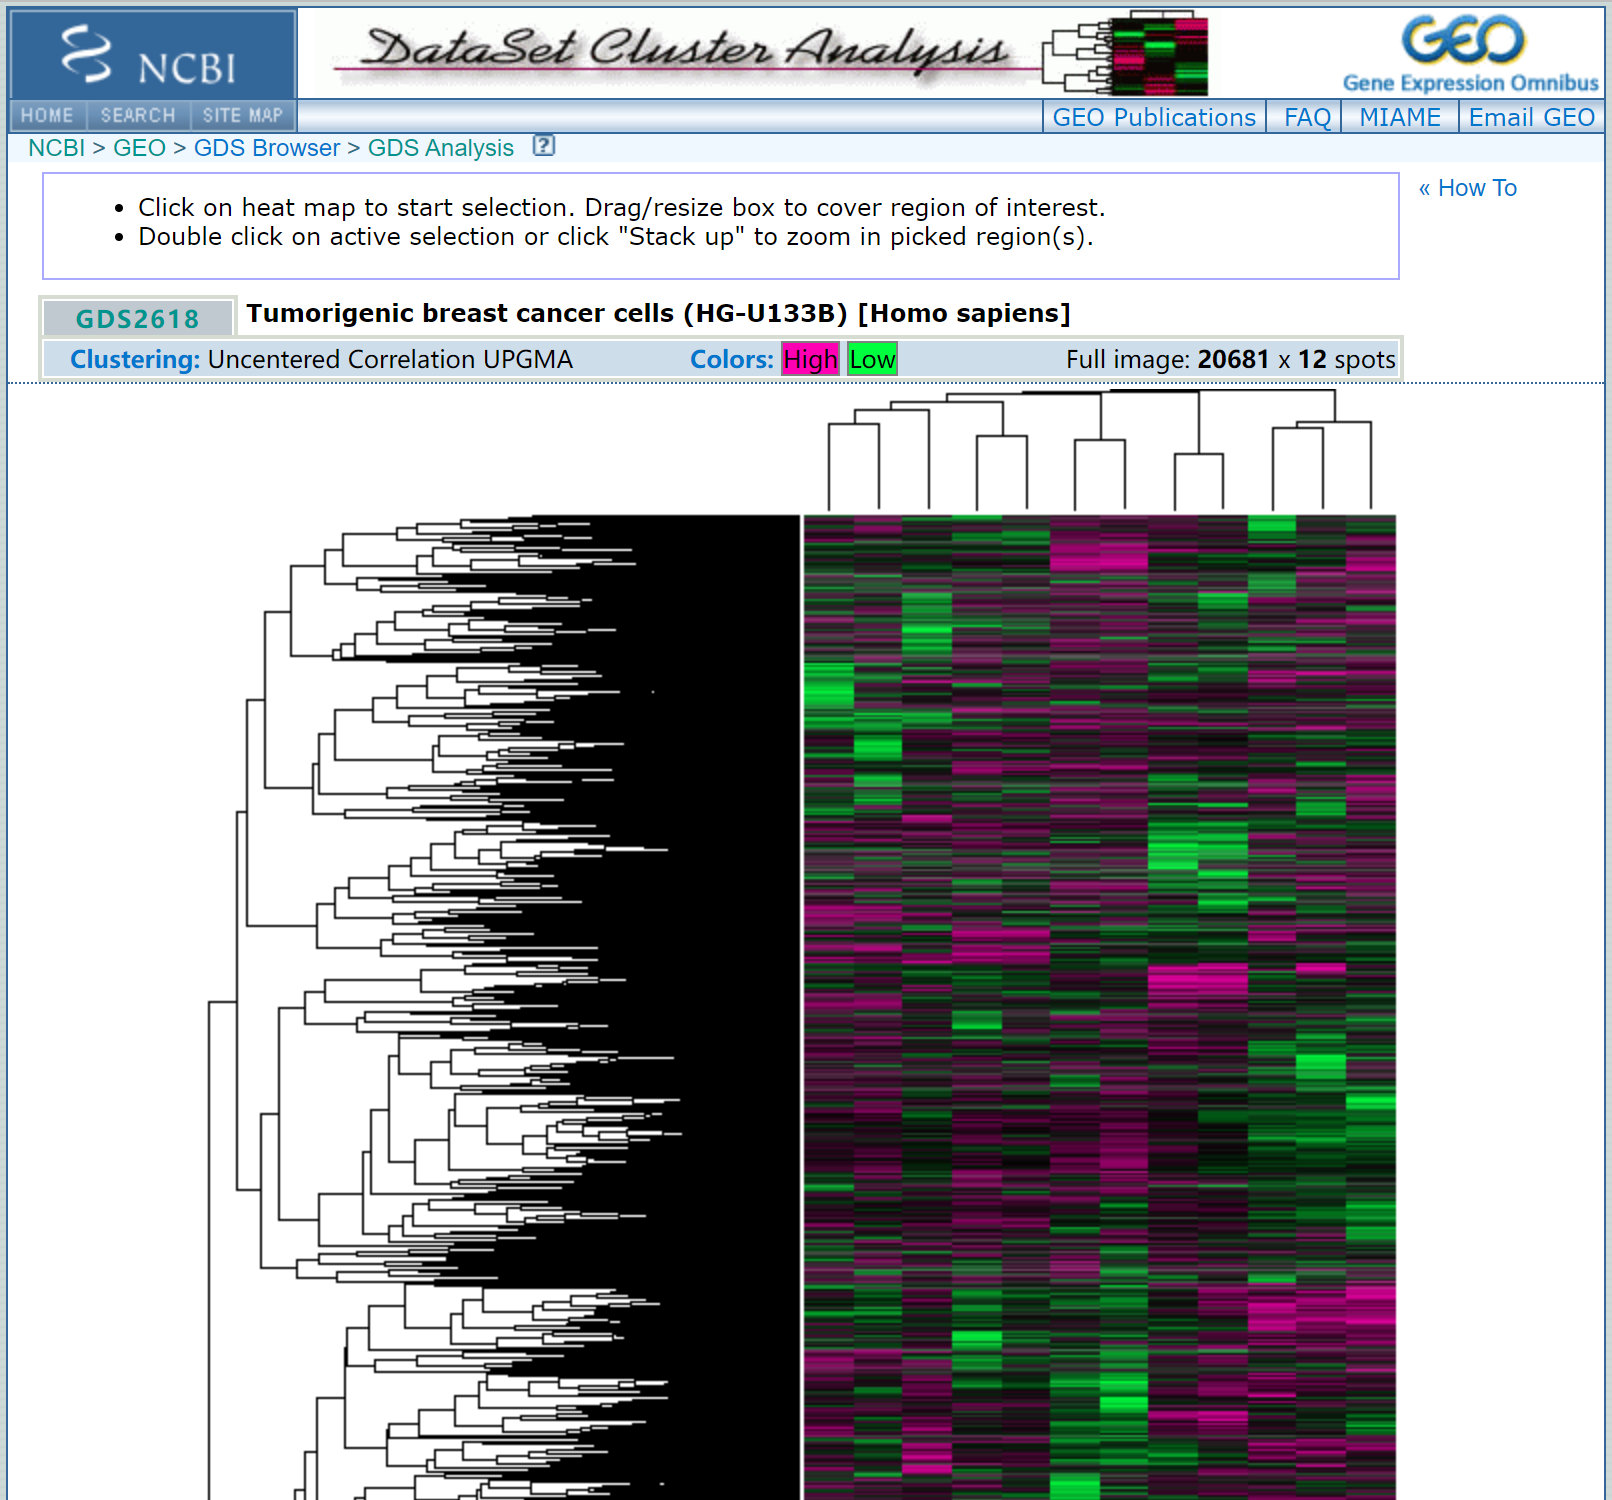 NCBI
DataSet Cluster Analysis
GEO
Gene Expression Omnibus
HOME SEARCH SITE MAP
GEO Publications FAQ MIAME Email GEO
NCBI > GEO > GDS Browser > GDS Analysis ?
• Click on heat map to start selection. Drag/resize box to cover region of interest.
• Double click on active selection or click "Stack up" to zoom in picked region(s).
« How To
GDS2618 Tumorigenic breast cancer cells (HG-U133B) [Homo sapiens]
Clustering: Uncentered Correlation UPGMA Colors: High Low Full image: 20681 x 12 spots